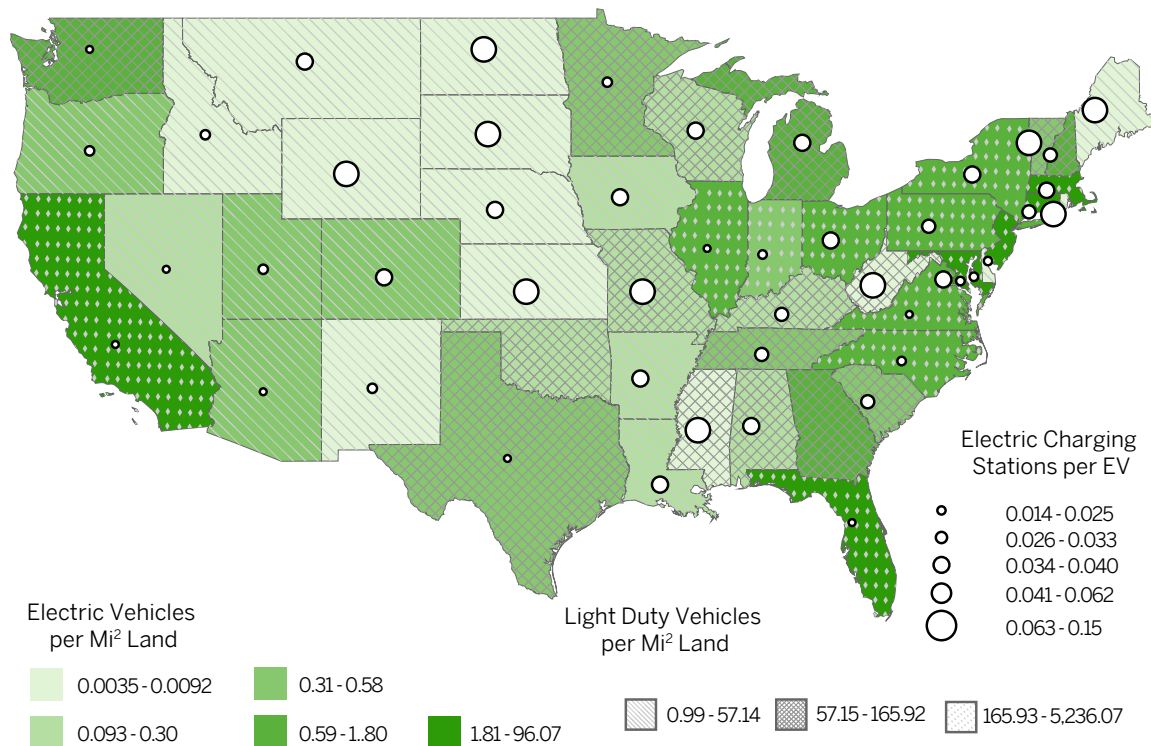 Electric Charging
Stations per EV
0.014 - 0.025
0.026 - 0.033
0.034 - 0.040
0.041 - 0.062
0.063 - 0.15
Electric Vehicles
per Mi² Land
0.0035 - 0.0092
0.093 - 0.30
0.31 - 0.58
0.59 - 1..80
1.81 - 96.07
Light Duty Vehicles
per Mi² Land
0.99 - 57.14
57.15 - 165.92
165.93 - 5,236.07